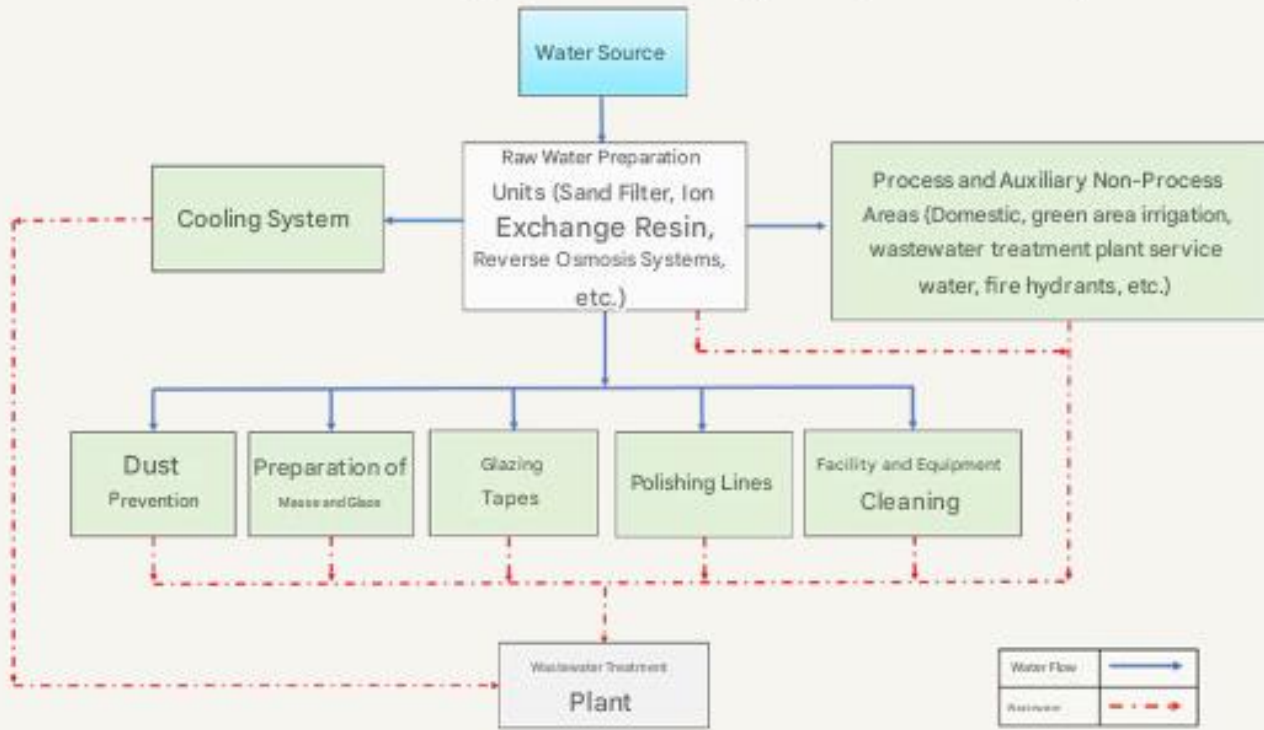 Water Source
Raw Water Preparation
Units (Sand Filter, Ion
Exchange Resin,
Reverse Osmosis Systems,
etc.)
Cooling System
Process and Auxiliary Non-Process
Areas (Domestic, green area irrigation,
wastewater treatment plant service
water, fire hydrants, etc.)
Dust
Prevention
Preparation of
and Glaze
Glazing
Tapes
Polishing Lines
Facility and Equipment
Cleaning
Wastewater Treatment
Plant
Water Flow
Wastewater